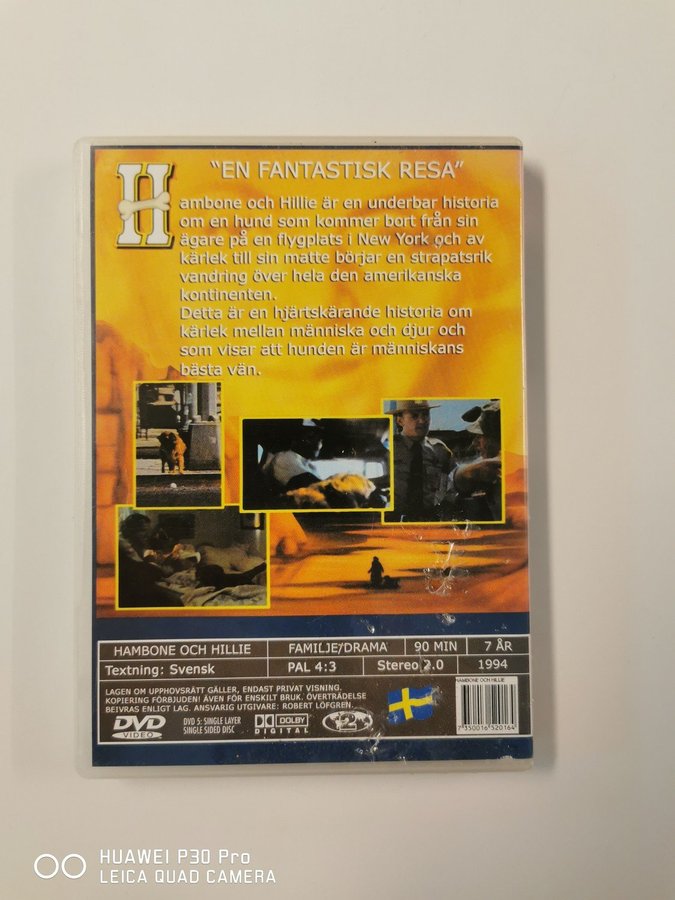 "EN FANTASTISK RESA"
Hambone och Hillie är en underbar historia
om en hund som kommer bort från sin
ägare på en flygplats i New York och av
kärlek till sin matte börjar en strapatsrik
vandring över hela den amerikanska
kontinenten.
Detta är en hjärtskärande historia om
kärlek mellan människa och djur och
som visar att hunden är människans
bästa vän.
HAMBONE OCH HILLIE FAMILJE/DRAMA 90 MIN 7 ÅR
Textning: Svensk PAL 4:3 Stereo 2.0 1994
LAGEN OM UPPHOVSRÄTT GÄLLER, ENDAST PRIVAT VISNING.
KOPIERING FÖRBJUDEN! ÄVEN FÖR ENSKILT BRUK. ÖVERTRÄDELSE
BEIVRAS ENLIGT LAG. ANSVARIG UTGIVARE: ROBERT LÖFGREN.
DVD VIDEO
DVD 5: SINGLE LAYER
SINGLE SIDED DISC
DOLBY DIGITAL
2
HAMBONE OCH HILLIE
7 350016 520164
HUAWEI P30 Pro
LEICA QUAD CAMERA